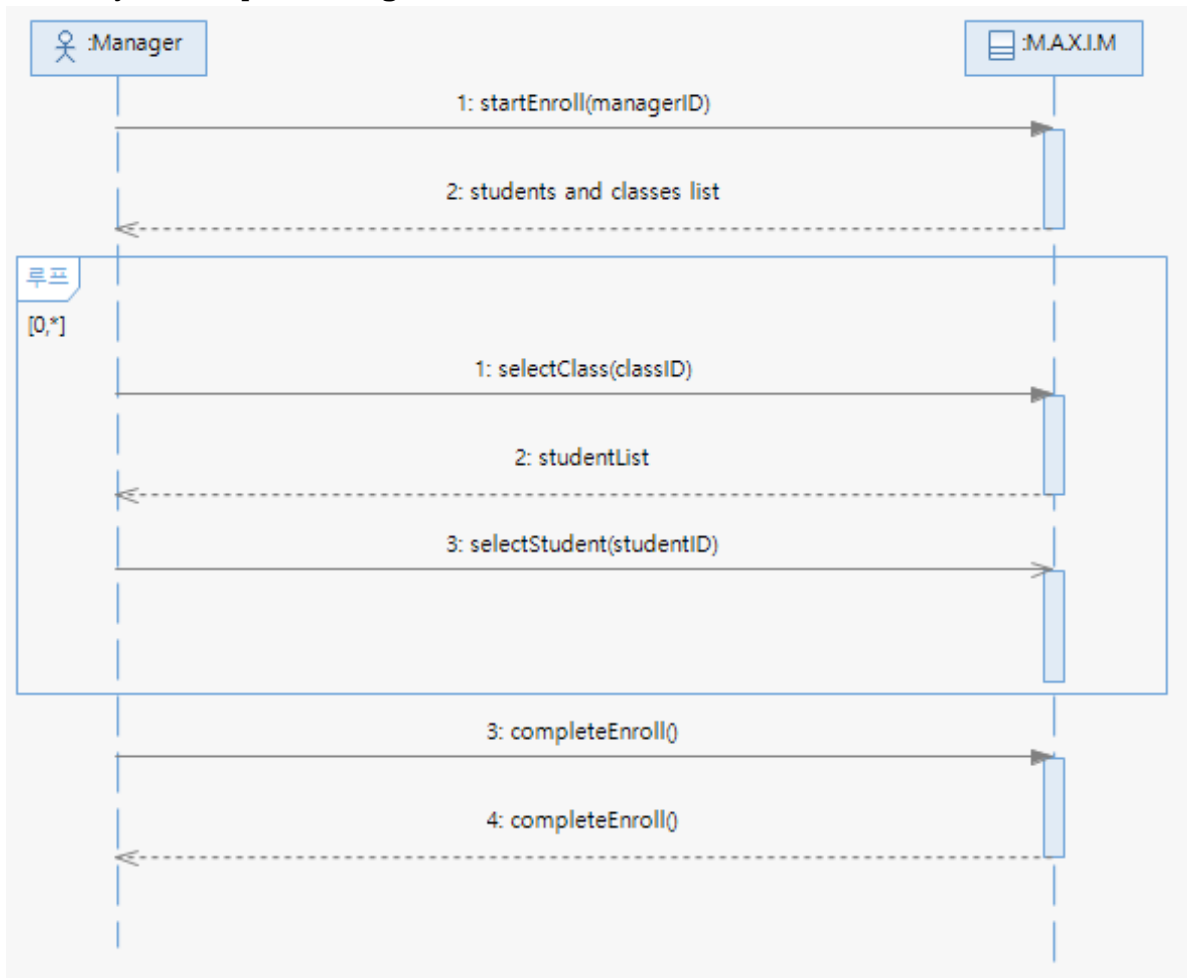 :Manager
:M.A.X.I.M
1: startEnroll(managerID)
2: students and classes list
루프
[0,*]
1: selectClass(classID)
2: studentList
3: selectStudent(studentID)
3: completeEnroll()
4: completeEnroll()